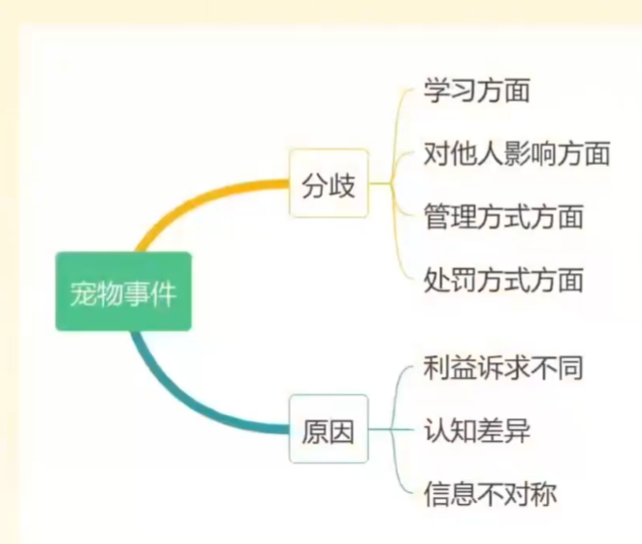 宠物事件
分歧
学习方面
对他人影响方面
管理方式方面
处罚方式方面
原因
利益诉求不同
认知差异
信息不对称